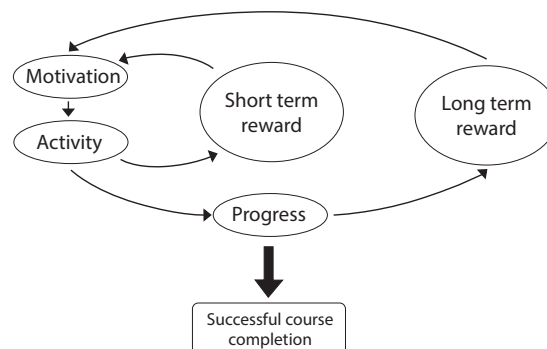 Motivation
Short term
reward
Long term
reward
Activity
Progress
Successful course
completion